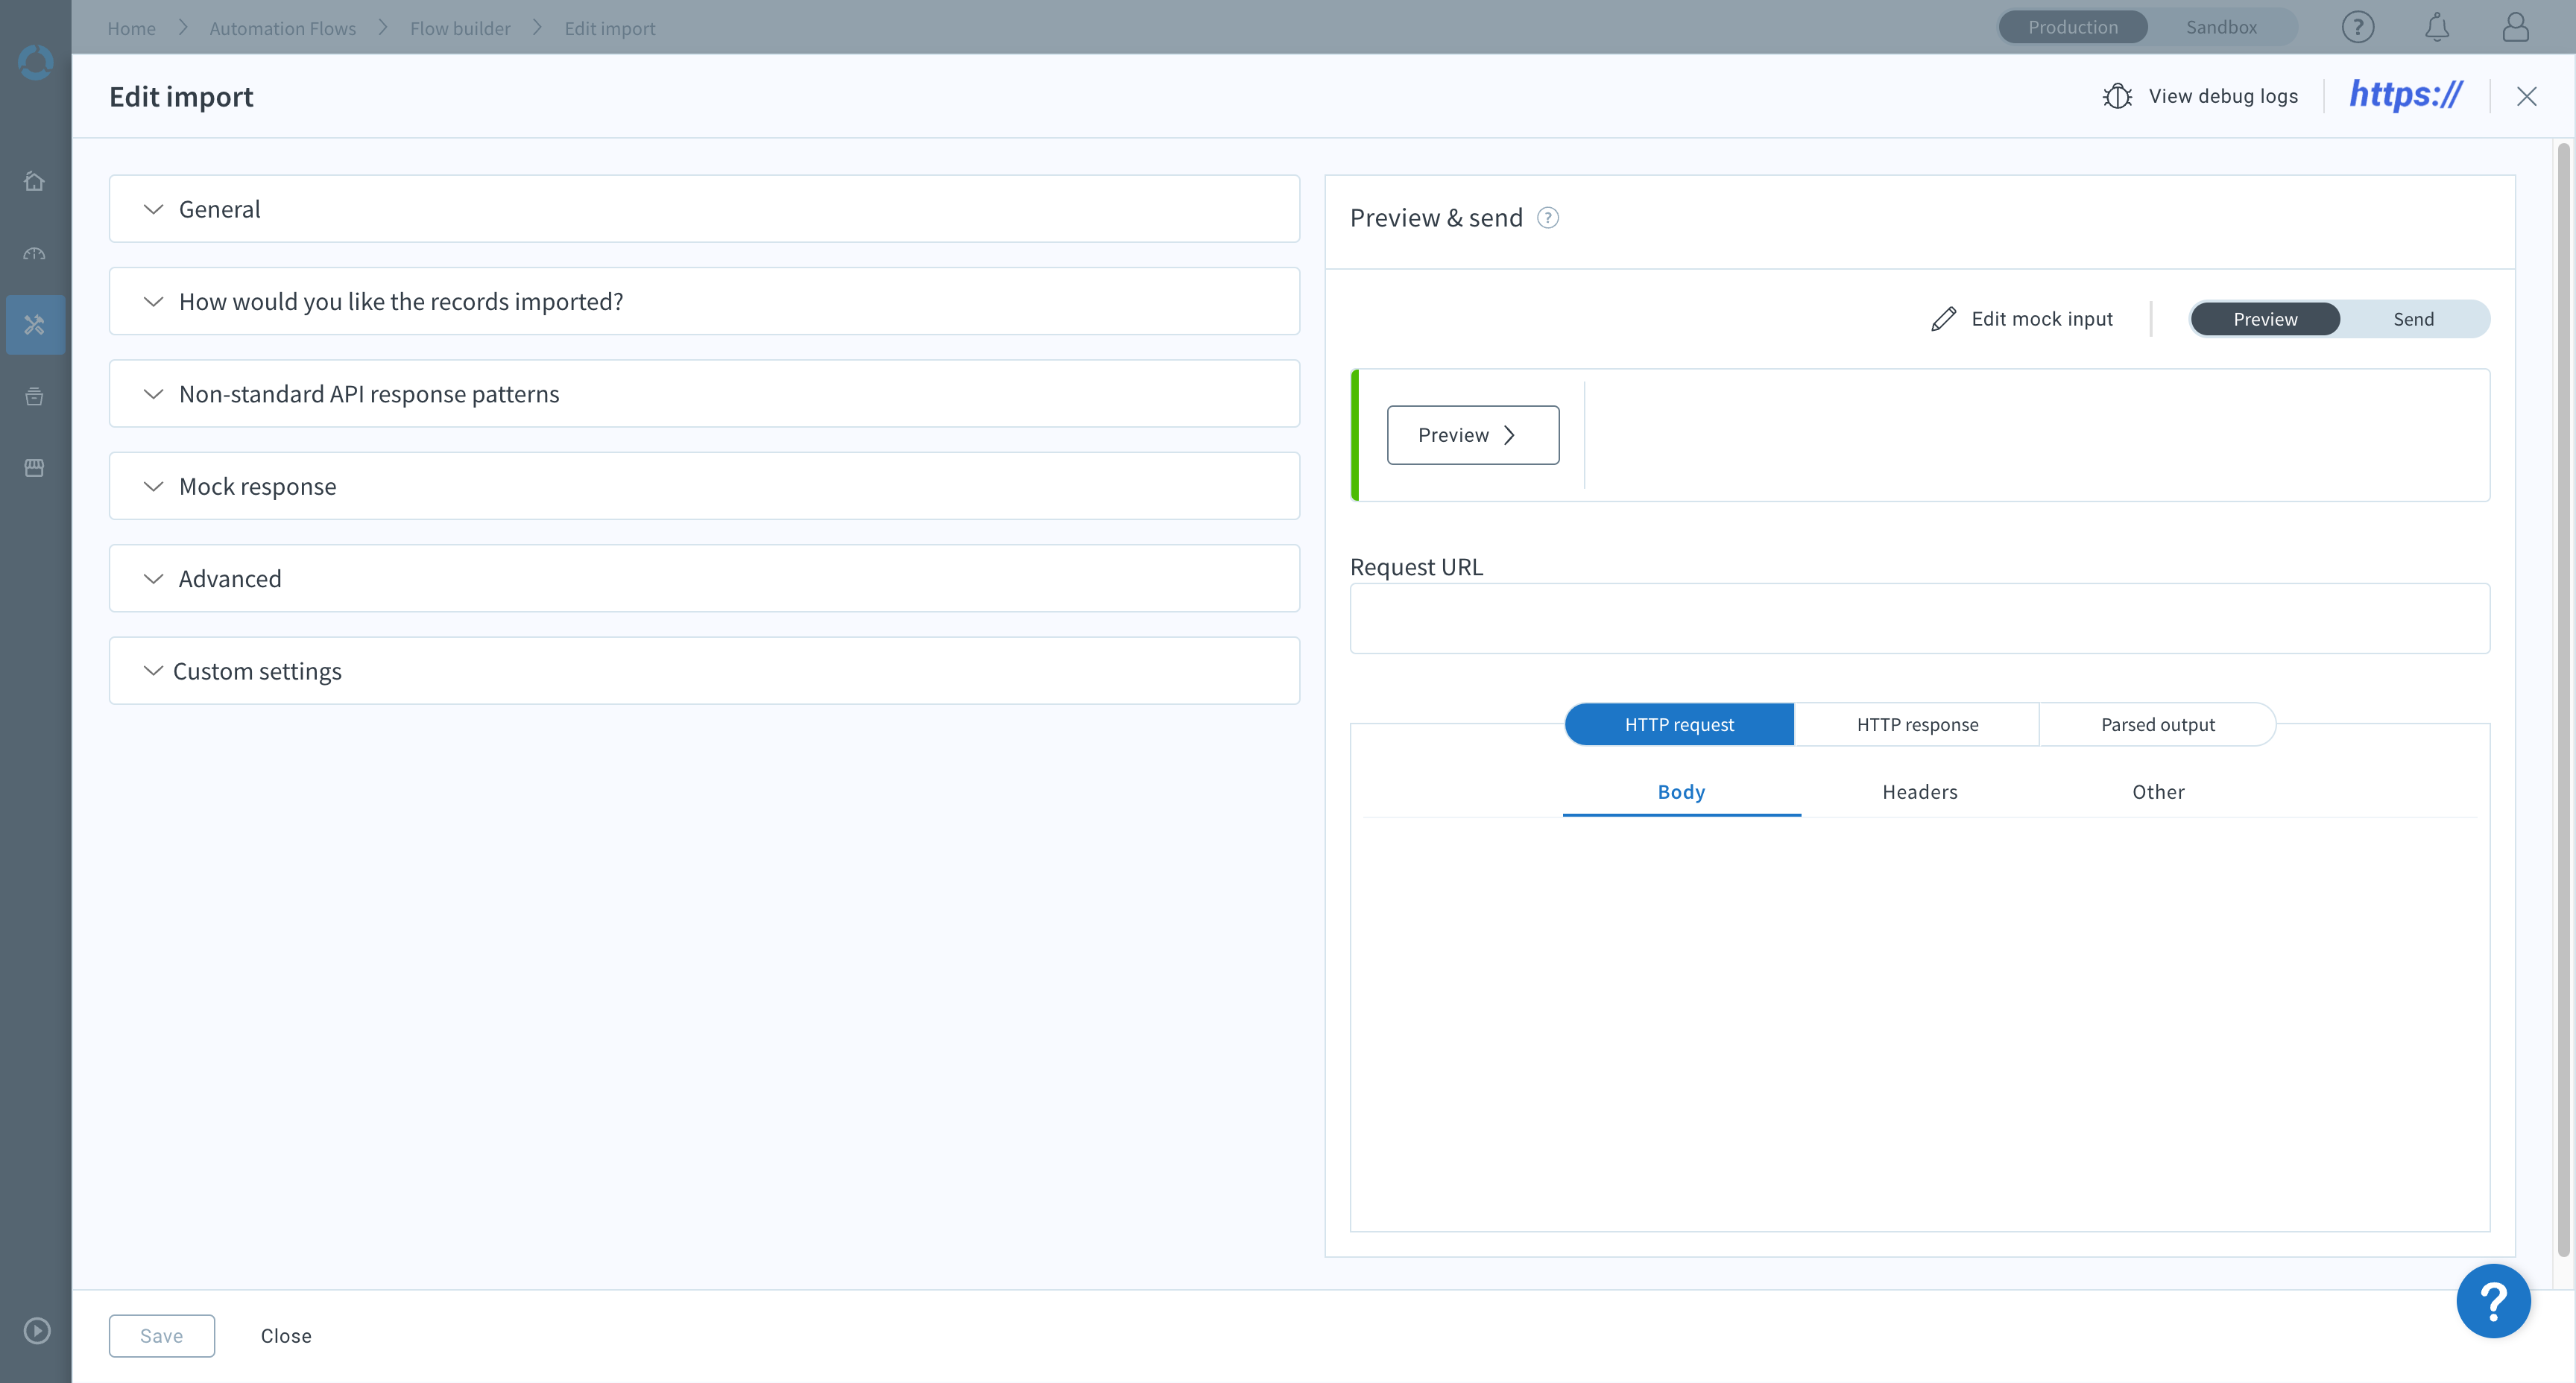 Home Automation Flows Flow builder Edit import Production Sandbox ?
Edit import View debug logs https://
General
How would you like the records imported?
Non-standard API response patterns
Mock response
Advanced
Custom settings
Preview & send ?
Edit mock input Preview Send
Preview
Request URL
HTTP request HTTP response Parsed output
Body Headers Other
Save Close ?